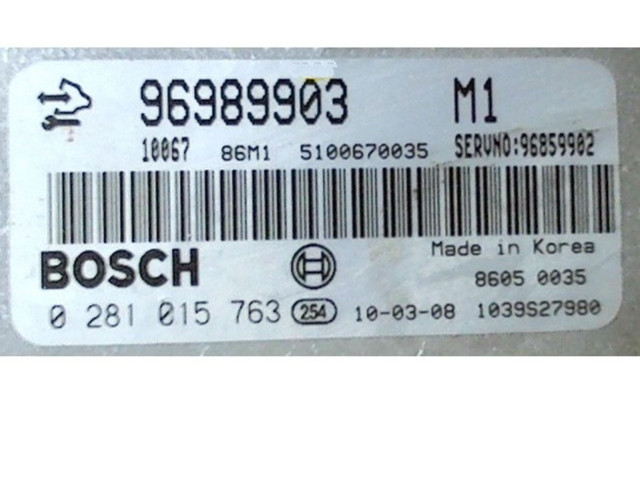 96989903 M1
10067 86M1 5100670035 SERVNO:96859902
Made in Korea
BOSCH
8605 0035
0 281 015 763 254 10-03-08 1039S27980